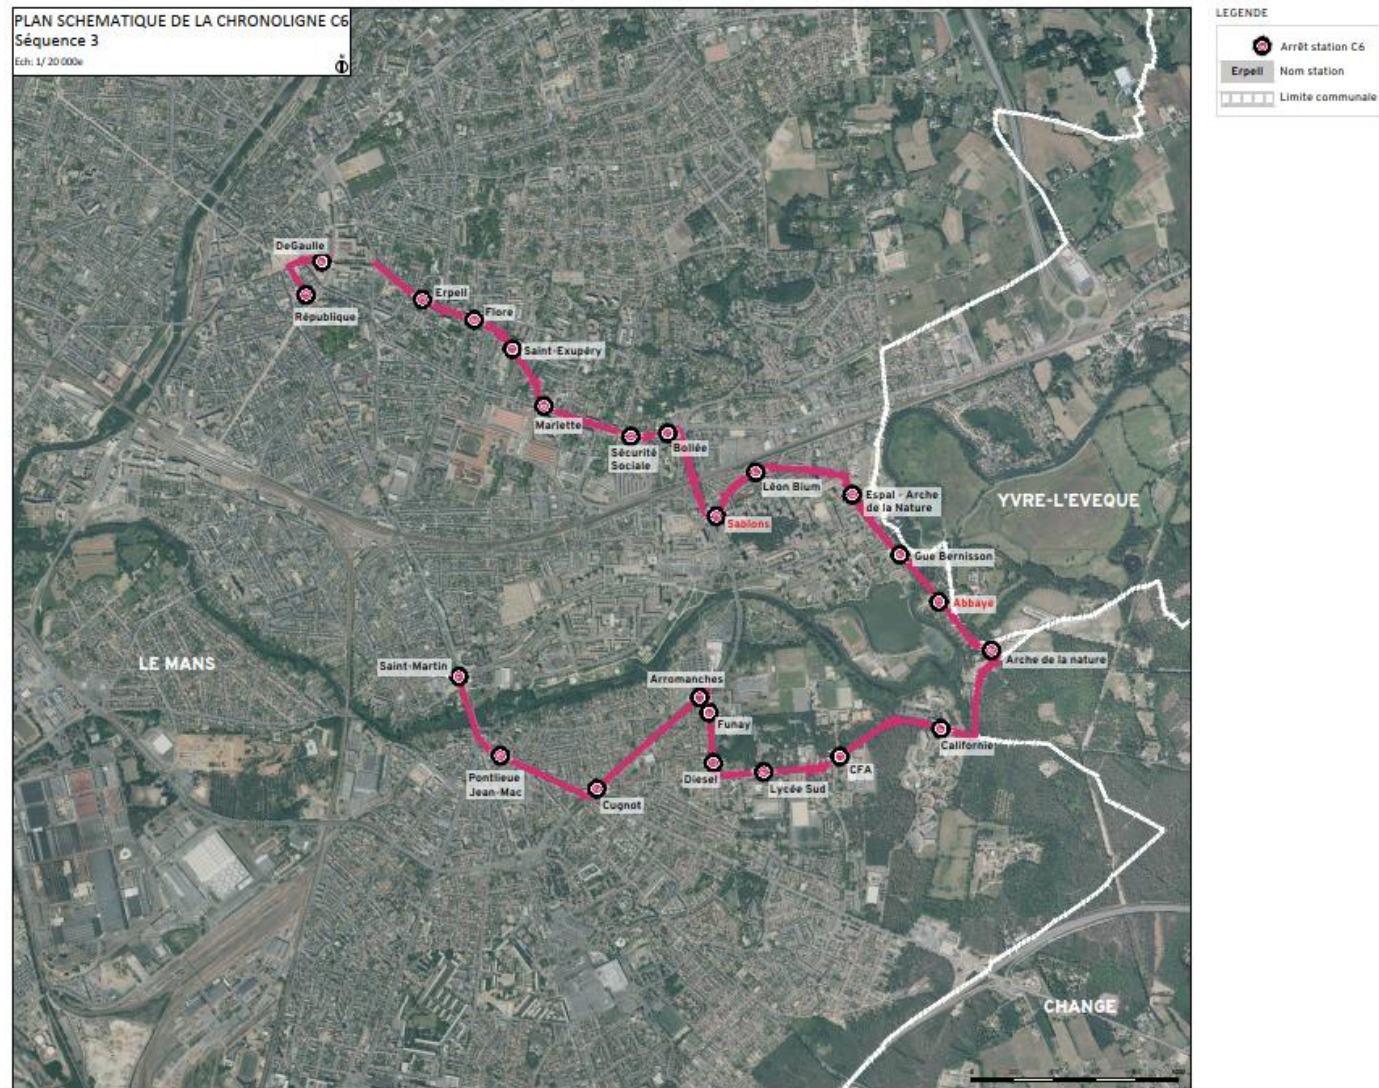 PLAN SCHEMATIQUE DE LA CHRONOLIGNE C6
Séquence 3
Ech: 1/ 20 000e
LEGENDE
Arrêt station C6
Erpell Nom station
Limite communale
DeGaulle
République
Erpell
Flore
Saint-Exupéry
Mariette
Sécurité
Sociale
Bollée
Léon Blum
Sablons
Espal - Arche
de la Nature
YVRE-L'EVEQUE
Gue Bernisson
Abbaye
Arche de la nature
LE MANS
Saint-Martin
Arromanches
Funay
Californie
Pontlieue
Jean-Mac
Cugnot
Diesel
Lycée Sud
CFA
CHANGE